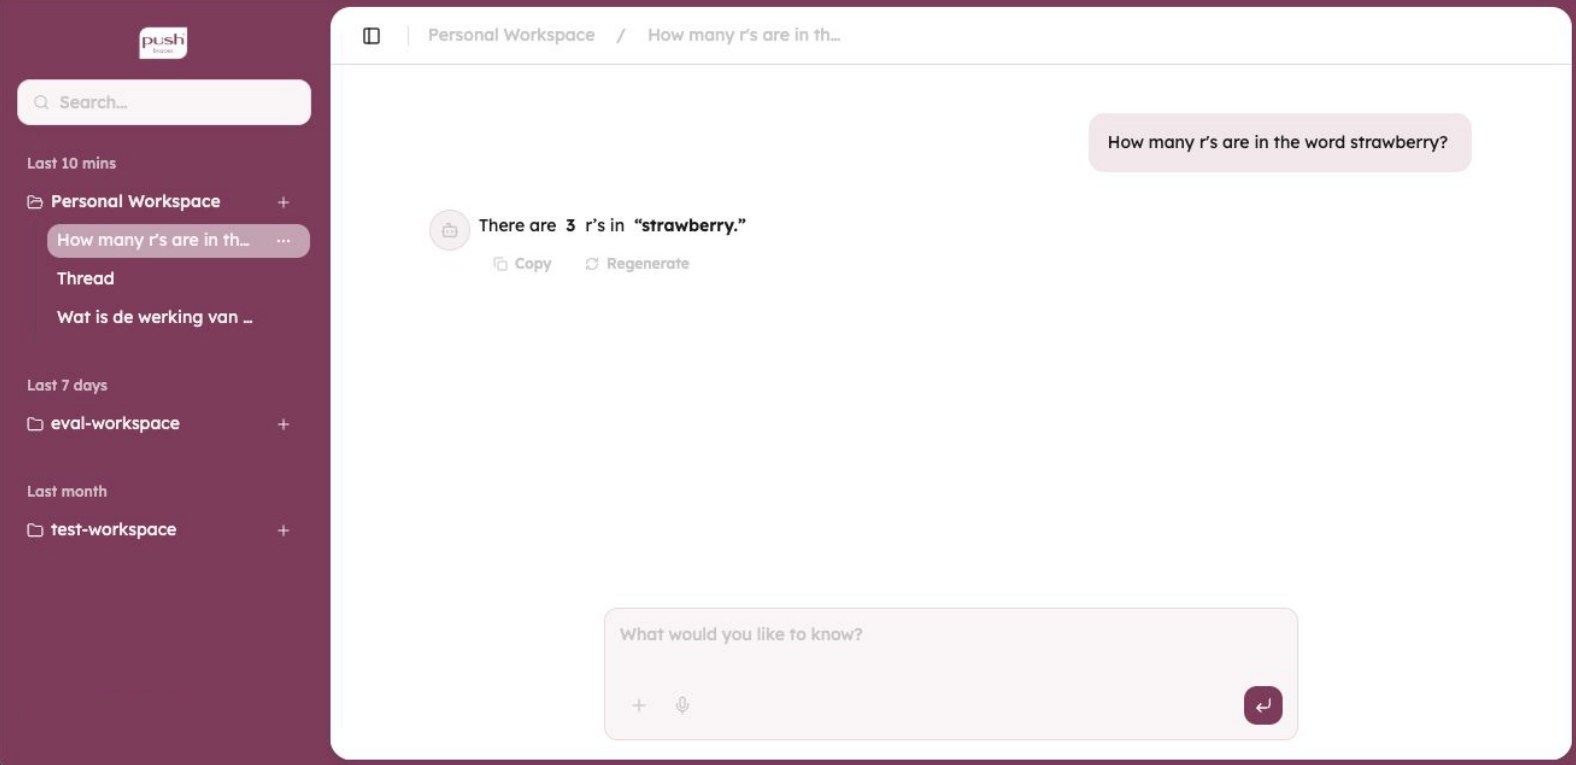 push
Search...
Last 10 mins
Personal Workspace
How many r's are in th...
Thread
Wat is de werking van ...
Last 7 days
eval-workspace
Last month
test-workspace
Personal Workspace / How many r's are in th...
How many r's are in the word strawberry?
There are 3 r’s in “strawberry.”
Copy Regenerate
What would you like to know?